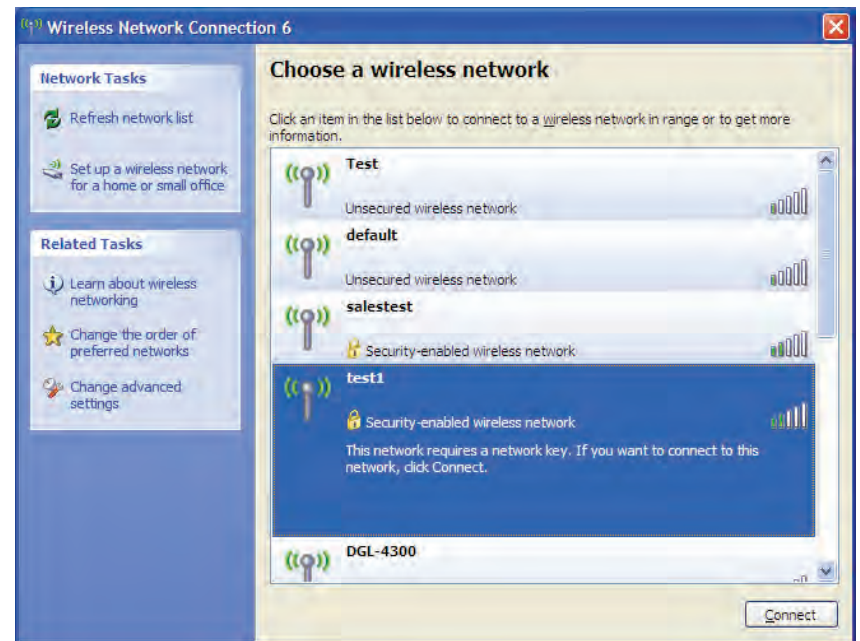 Wireless Network Connection 6
Network Tasks
Refresh network list
Set up a wireless network
for a home or small office
Related Tasks
Learn about wireless
networking
Change the order of
preferred networks
Change advanced
settings
Choose a wireless network
Click an item in the list below to connect to a wireless network in range or to get more
information.
Test
Unsecured wireless network
default
Unsecured wireless network
salestest
Security-enabled wireless network
test1
Security-enabled wireless network
This network requires a network key. If you want to connect to this
network, click Connect.
DGL-4300
Connect